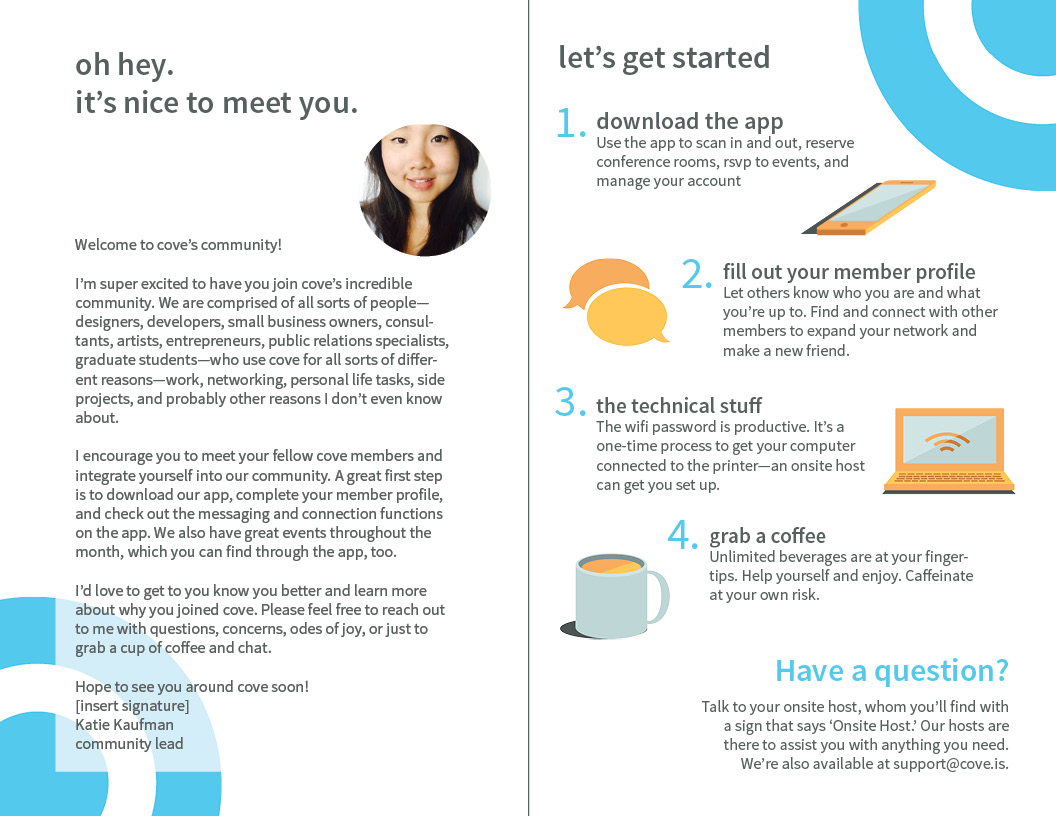 oh hey.
it’s nice to meet you.
Welcome to cove’s community!
I’m super excited to have you join cove’s incredible
community. We are comprised of all sorts of people—
designers, developers, small business owners, consul-
tants, artists, entrepreneurs, public relations specialists,
graduate students—who use cove for all sorts of differ-
ent reasons—work, networking, personal life tasks, side
projects, and probably other reasons I don’t even know
about.
I encourage you to meet your fellow cove members and
integrate yourself into our community. A great first step
is to download our app, complete your member profile,
and check out the messaging and connection functions
on the app. We also have great events throughout the
month, which you can find through the app, too.
I’d love to get to you know you better and learn more
about why you joined cove. Please feel free to reach out
to me with questions, concerns, odes of joy, or just to
grab a cup of coffee and chat.
Hope to see you around cove soon!
[insert signature]
Katie Kaufman
community lead
let’s get started
1. download the app
Use the app to scan in and out, reserve
conference rooms, rsvp to events, and
manage your account
2. fill out your member profile
Let others know who you are and what
you’re up to. Find and connect with other
members to expand your network and
make a new friend.
3. the technical stuff
The wifi password is productive. It’s a
one-time process to get your computer
connected to the printer—an onsite host
can get you set up.
4. grab a coffee
Unlimited beverages are at your finger-
tips. Help yourself and enjoy. Caffeinate
at your own risk.
Have a question?
Talk to your onsite host, whom you’ll find with
a sign that says ‘Onsite Host.’ Our hosts are
there to assist you with anything you need.
We’re also available at support@cove.is.